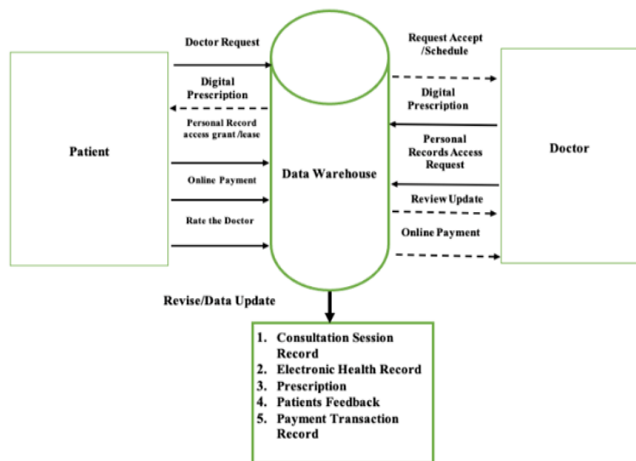 Doctor Request
Digital
Prescription
Personal Record
access grant /lease
Patient
Online Payment
Rate the Doctor
Data Warehouse
Request Accept
/Schedule
Digital
Prescription
Personal
Records Access
Request
Doctor
Review Update
Online Payment
Revise/Data Update
1. Consultation Session
Record
2. Electronic Health Record
3. Prescription
4. Patients Feedback
5. Payment Transaction
Record